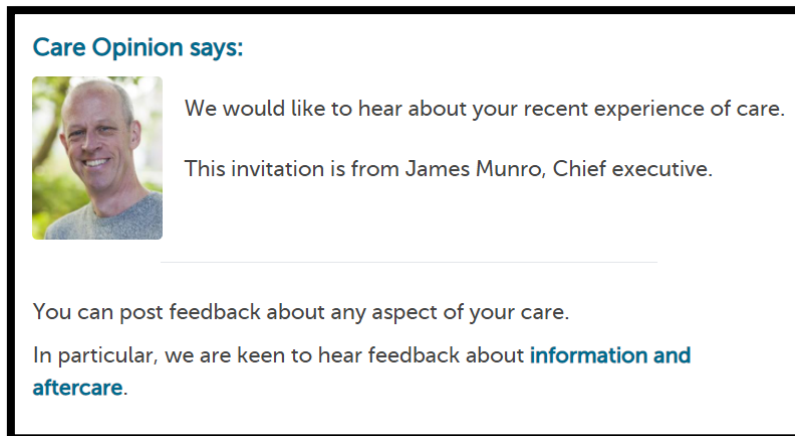 Care Opinion says:
We would like to hear about your recent experience of care.
This invitation is from James Munro, Chief executive.
You can post feedback about any aspect of your care.
In particular, we are keen to hear feedback about information and
aftercare.